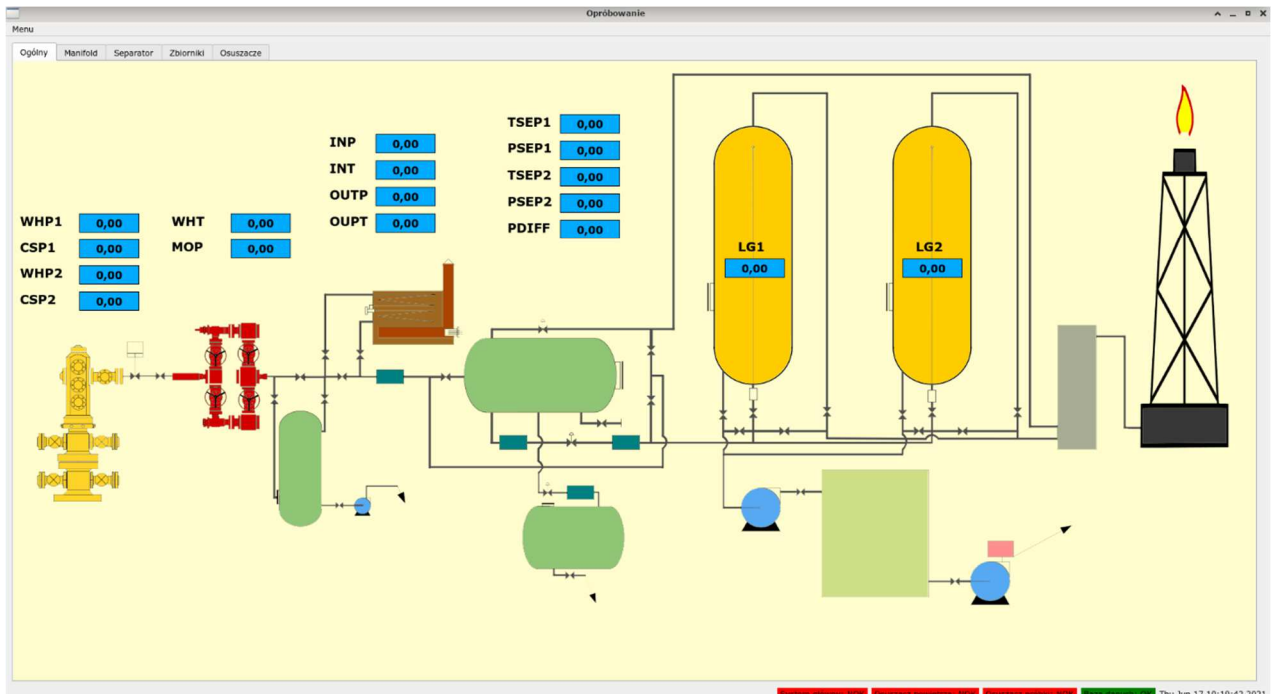 Opróbowanie
Menu
Ogólny Manifold Separator Zbiorniki Osuszacze
TSEP1 0,00
PSEP1 0,00
TSEP2 0,00
PSEP2 0,00
PDIFF 0,00
INP 0,00
INT 0,00
OUTP 0,00
OUPT 0,00
WHP1 0,00 WHT 0,00
CSP1 0,00 MOP 0,00
WHP2 0,00
CSP2 0,00
LG1 0,00
LG2 0,00